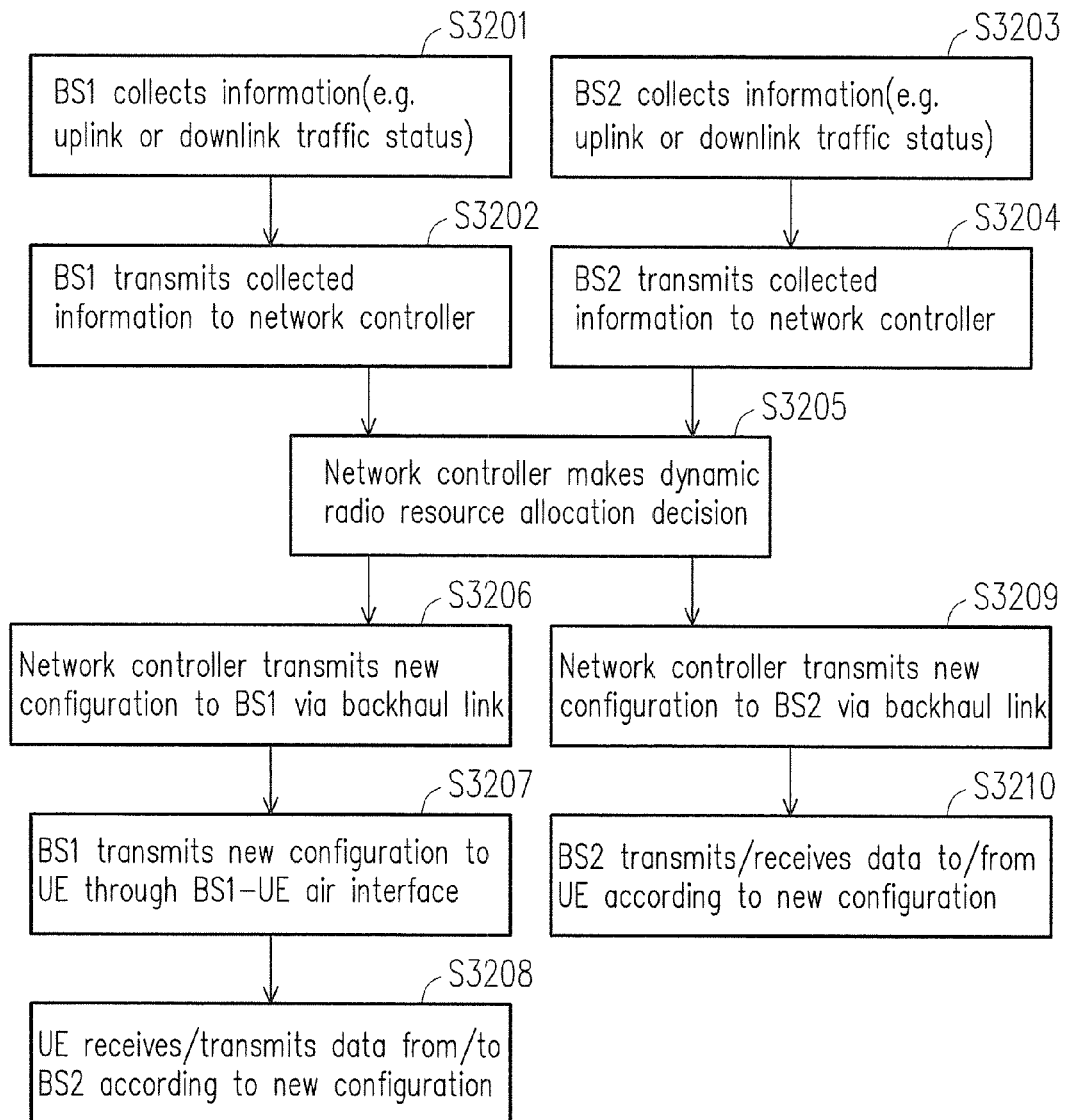 S3201
BS1 collects information(e.g.
uplink or downlink traffic status)
S3203
BS2 collects information(e.g.
uplink or downlink traffic status)
S3202
BS1 transmits collected
information to network controller
S3204
BS2 transmits collected
information to network controller
S3205
Network controller makes dynamic
radio resource allocation decision
S3206
Network controller transmits new
configuration to BS1 via backhaul link
S3209
Network controller transmits new
configuration to BS2 via backhaul link
S3207
BS1 transmits new configuration to
UE through BS1-UE air interface
S3210
BS2 transmits/receives data to/from
UE according to new configuration
S3208
UE receives/transmits data from/to
BS2 according to new configuration